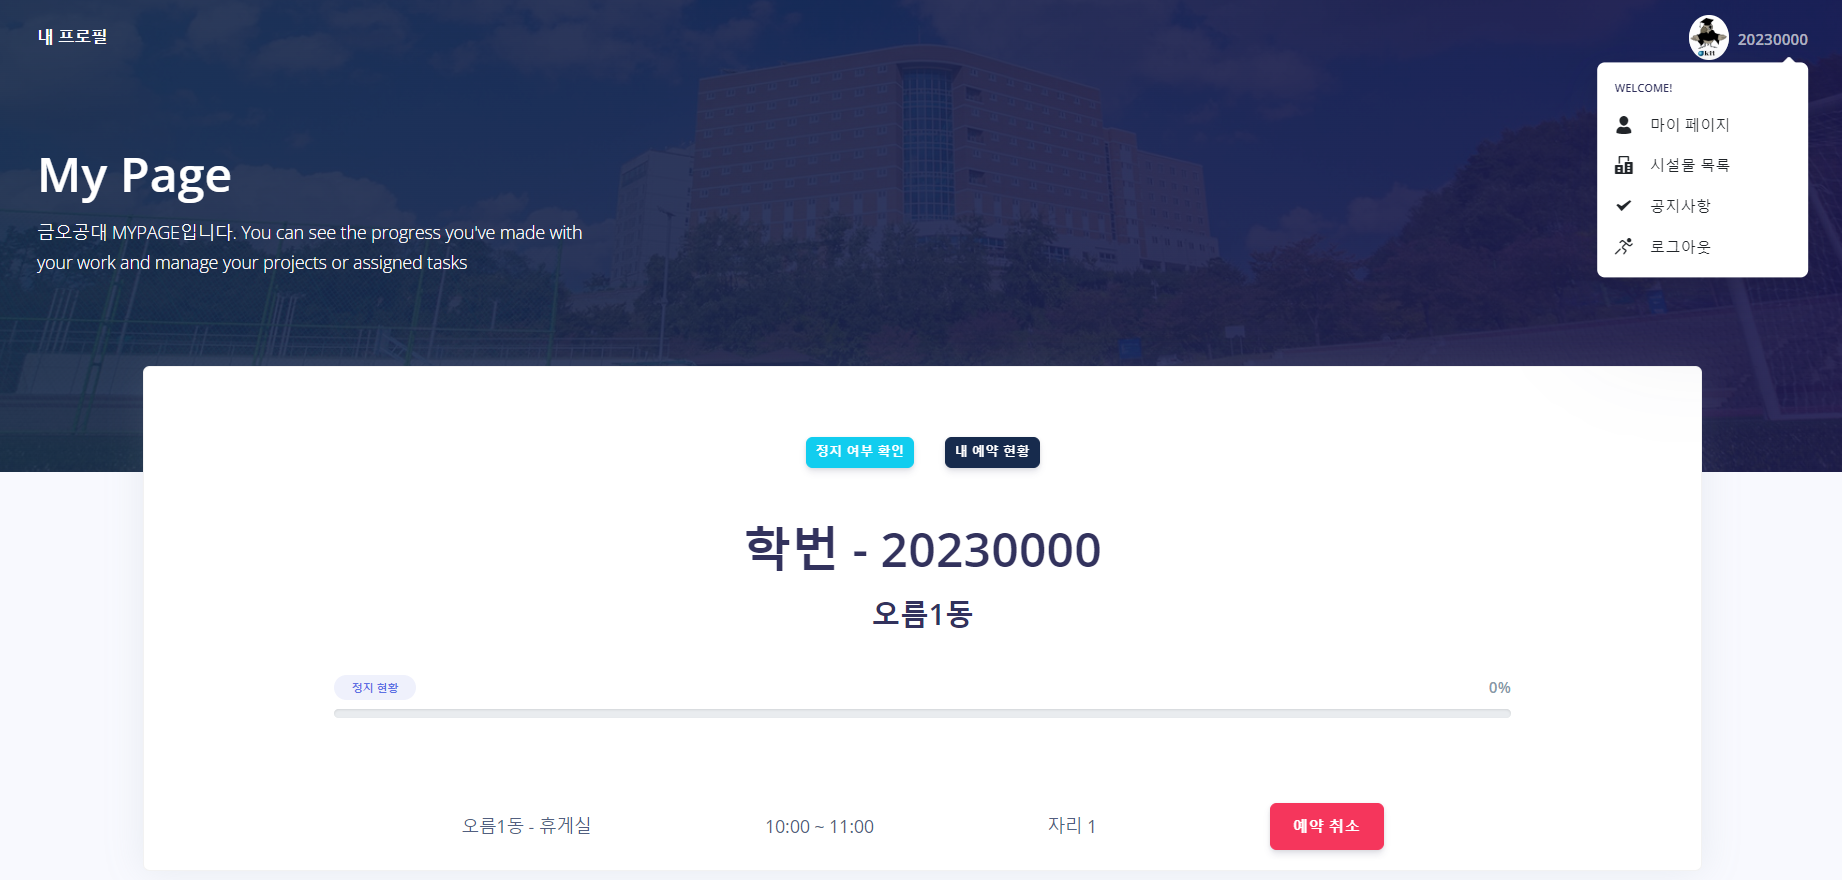 내 프로필
20230000
WELCOME!
마이 페이지
시설물 목록
공지사항
로그아웃
My Page
금오공대 MYPAGE입니다. You can see the progress you've made with
your work and manage your projects or assigned tasks
정지 여부 확인 내 예약 현황
학번 - 20230000
오름1동
정지 현황 0%
오름1동 - 휴게실 10:00 ~ 11:00 자리 1 예약 취소